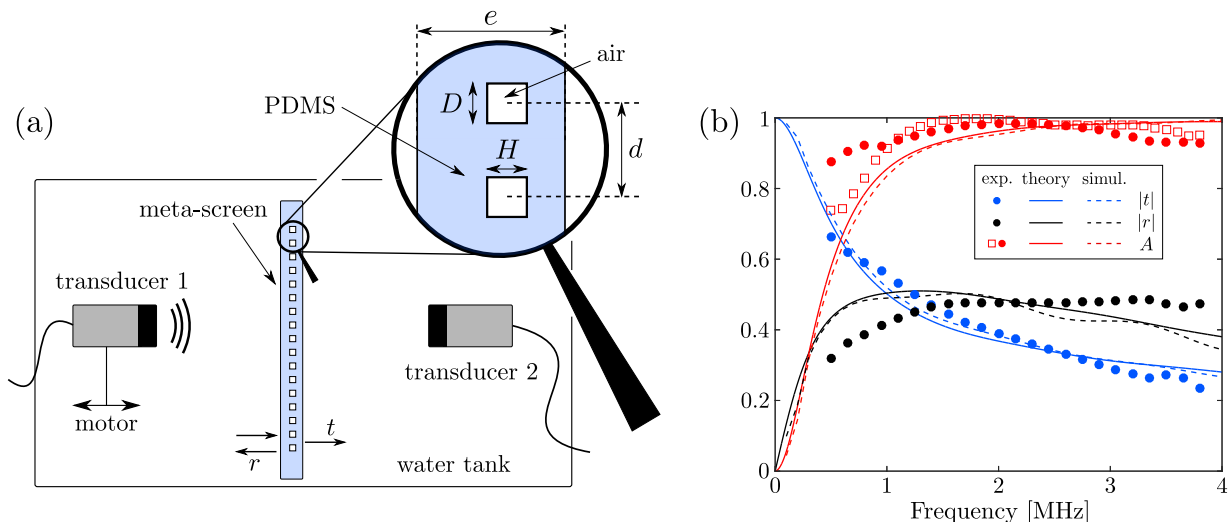 (a)
e
air
PDMS
D
H
d
meta-screen
transducer 1
transducer 2
motor
t
r
water tank
(b)
1
0.8
0.6
0.4
0.2
0
0 1 2 3 4
Frequency [MHz]
exp. theory simul.
|t|
|r|
A